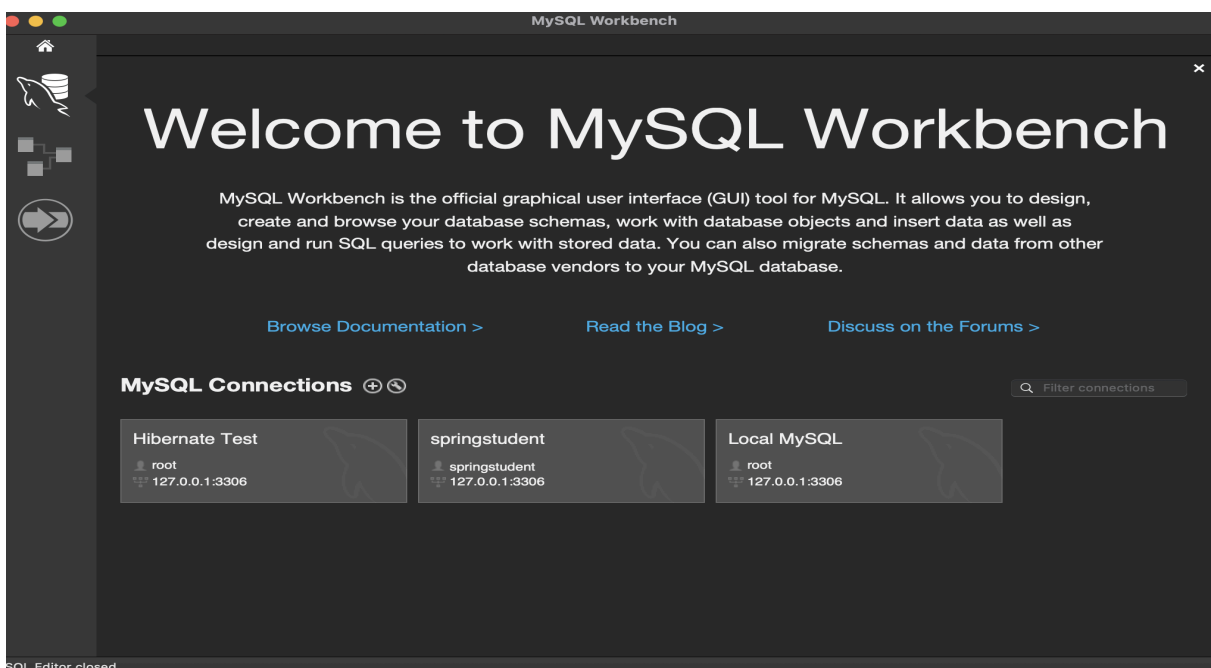 MySQL Workbench
Welcome to MySQL Workbench
MySQL Workbench is the official graphical user interface (GUI) tool for MySQL. It allows you to design,
create and browse your database schemas, work with database objects and insert data as well as
design and run SQL queries to work with stored data. You can also migrate schemas and data from other
database vendors to your MySQL database.
Browse Documentation >
Read the Blog >
Discuss on the Forums >
MySQL Connections
Filter connections
Hibernate Test
root
127.0.0.1:3306
springstudent
springstudent
127.0.0.1:3306
Local MySQL
root
127.0.0.1:3306
SQL Editor closed